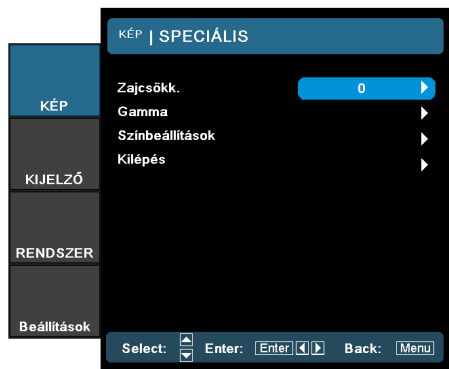 KÉP | SPECIÁLIS
KÉP
KIJELZŐ
RENDSZER
Beállítások
Zajcsökk. 0
Gamma
Színbeállítások
Kilépés
Select: Enter: Enter Back: Menu